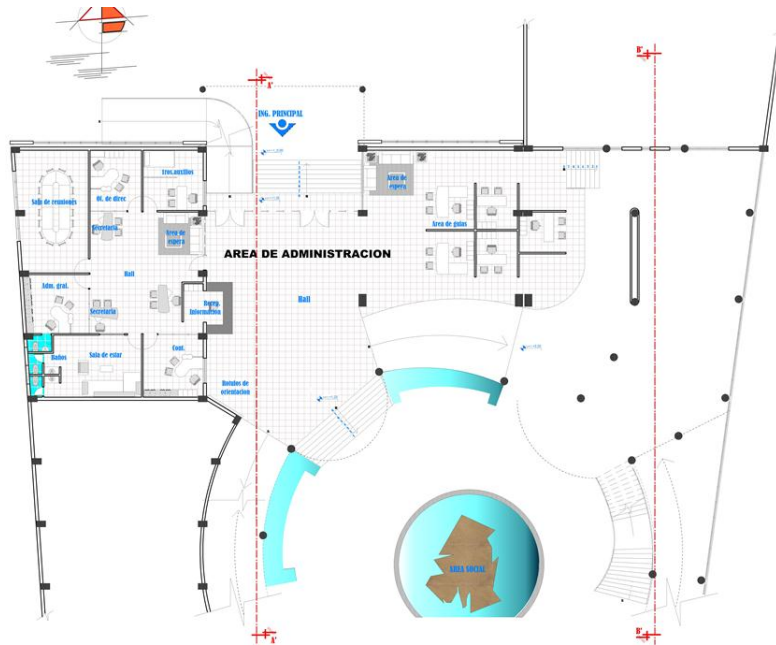 B'
A'
ING. PRINCIPAL
1ros.auxilios
Area de
espera
Sala de reuniones
Of. de direc
Secretaria
Area de
espera
Area de guias
AREA DE ADMINISTRACION
Hall
Adm. gral.
Secretaria
Recep.
Informacion
Hall
Baños
Sala de estar
Cont.
Rotulos de
orientacion
AREA SOCIAL
A'
B'